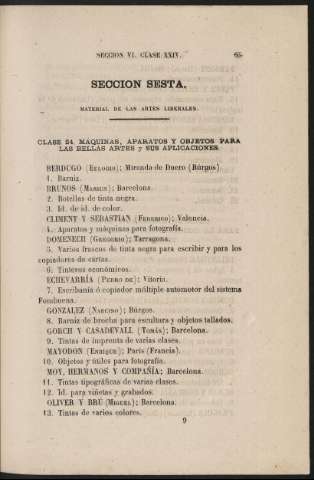 SECCION VI. CLASE XXIV. 65
SECCION SESTA.
MATERIAL DE LAS ARTES LIBERALES.
CLASE 24 MAQUINAS, APARATOS Y OBJETOS PARA
LAS BELLAS ARTES y SUS APLICIONES.
BERDUGO (EULOGIO); Miranda de Duero (Búrgos).
1. Barniz.
BRUNOS (MARSIN); Barcelona.
2. Botellas de tinta negra.
3. Id. de id. de color.
CLIMENT Y SEBASTIAN (FEDERICO); Valencia.
4. Aparatos y máquinas para fotografía.
DOMENECH (GREGORIO); Tarragona.
5. Varios frascos de tinta negra para escribir y para los
copiadores de cartas.
6. Tinteros económicos.
ECHEVARRÍA (PEDRO DE); Vitoria.
7. Escribanía ó copiador múltiple automotor del sistema
Fombuena.
GONZALEZ (NARCISO); Búrgos.
8. Barniz de brocha para escultura y objetos tallados.
GORCH Y CASADEVALL (TOMÁS); Barcelona.
9. Tintas de imprenta de varias clases.
MAYODON (ENRIQUE); París (Francia).
10. Objetos y útiles para fotografía.
MOY, HERMANOS Y COMPAÑÍA; Barcelona.
11. Tintas tipográficas de varias clases.
12. Id. para viñetas y grabados.
OLIVER Y BRÚ (MIGUEL); Barcelona.
13. Tintas de varios colores.
9